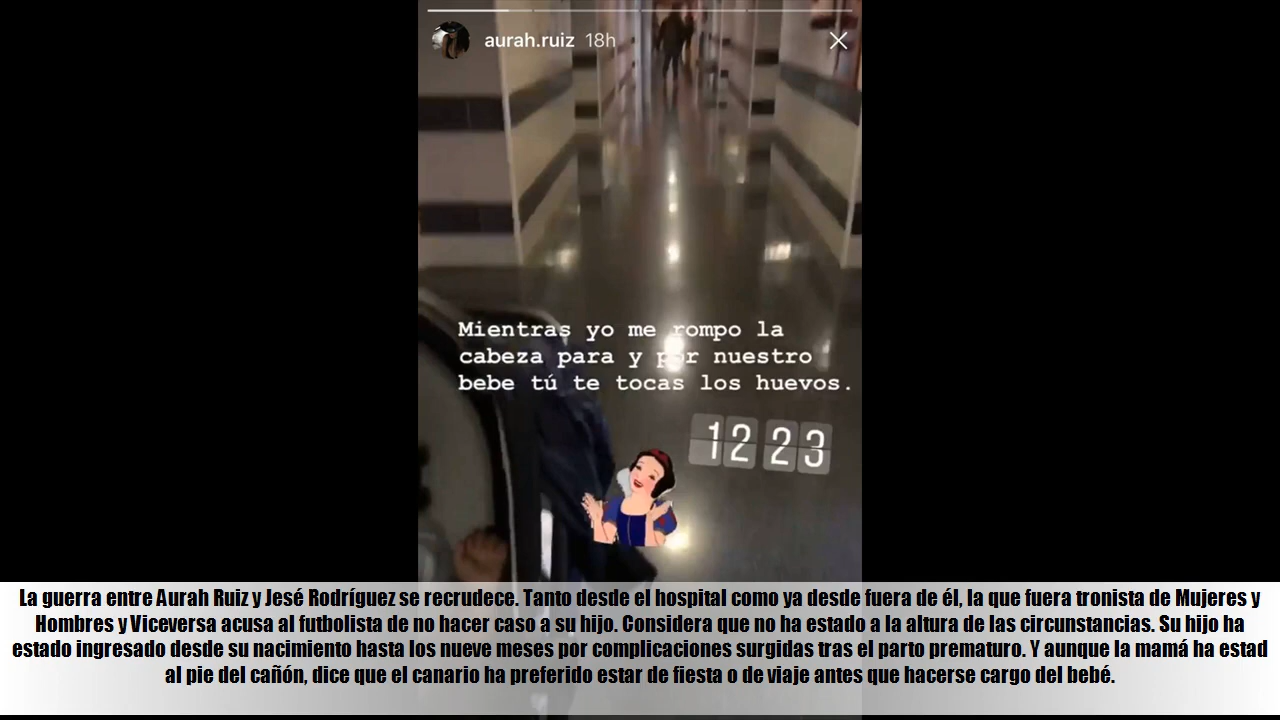 aurah.ruiz 18h
Mientras yo me rompo la
cabeza para y por nuestro
bebe tú te tocas los huevos.
12 23
La guerra entre Aurah Ruiz y Jesé Rodríguez se recrudece. Tanto desde el hospital como ya desde fuera de él, la que fuera tronista de Mujeres y
Hombres y Viceversa acusa al futbolista de no hacer caso a su hijo. Considera que no ha estado a la altura de las circunstancias. Su hijo ha
estado ingresado desde su nacimiento hasta los nueve meses por complicaciones surgidas tras el parto prematuro. Y aunque la mamá ha estad
al pie del cañón, dice que el canario ha preferido estar de fiesta o de viaje antes que hacerse cargo del bebé.